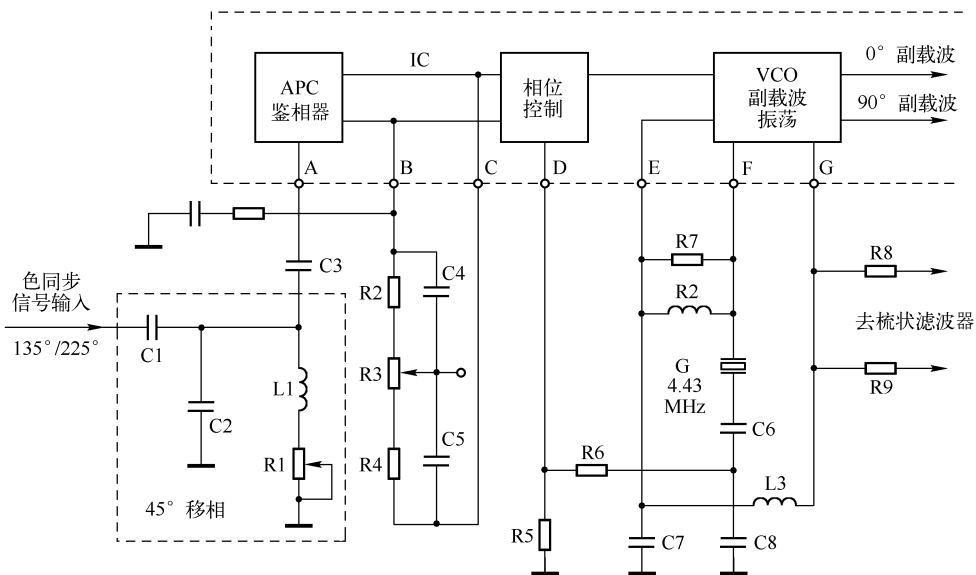 IC
APC
鉴相器
相位
控制
VCO
副载波
振荡
0° 副载波
90° 副载波
A
B
C
D
E
F
G
色同步
信号输入
135°/225°
C1
C2
C3
L1
R1
45° 移相
R2
R3
R4
C4
C5
R5
R6
R7
R2
G
4.43
MHz
C6
L3
C7
C8
R8
去梳状滤波器
R9